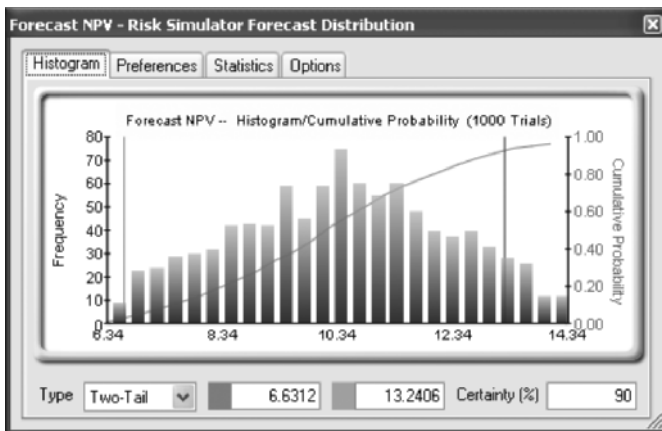 Forecast NPV - Risk Simulator Forecast Distribution
Histogram Preferences Statistics Options
Forecast NPV -- Histogram/Cumulative Probability (1000 Trials)
80
70
60
50
40
30
20
10
0
Frequency
1.00
0.80
0.60
0.40
0.20
0.00
Cumulative Probability
6.34 8.34 10.34 12.34 14.34
Type Two-Tail 6.6312 13.2406 Certainty (%) 90